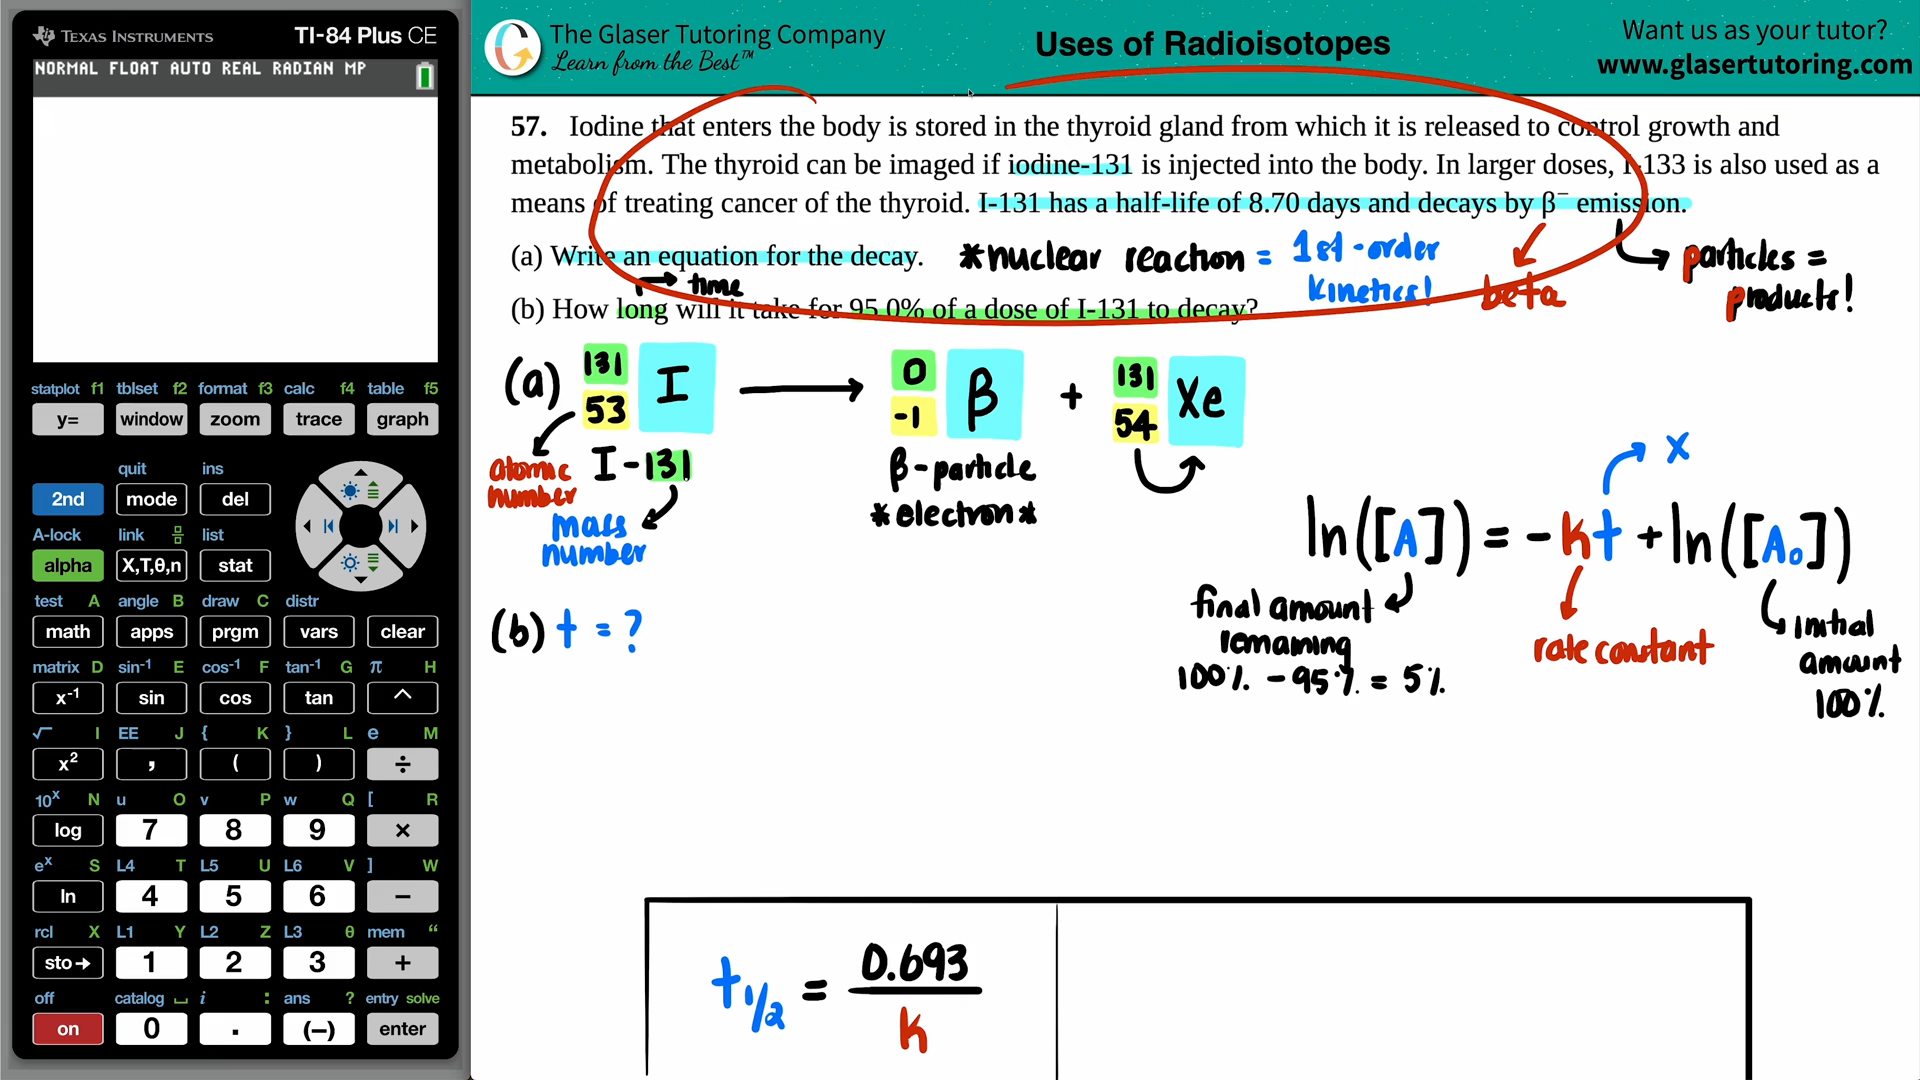 TEXAS INSTRUMENTS TI-84 Plus CE
NORMAL FLOAT AUTO REAL RADIAN MP
statplot f1 tblset f2 format f3 calc f4 table f5
y= window zoom trace graph
quit ins
2nd mode del
A-lock link list
alpha X,T,θ,n stat
test A angle B draw C distr
math apps prgm vars clear
matrix D sin⁻¹ E cos⁻¹ F tan⁻¹ G π H
x⁻¹ sin cos tan ^
√ I EE J { K } L e M
x² , ( ) ÷
10ˣ N u O v P w Q [ R
log 7 8 9 ×
eˣ S L4 T L5 U L6 V ] W
ln 4 5 6 −
rcl X L1 Y L2 Z L3 θ mem “
sto→ 1 2 3 +
off catalog ⎵ i : ans ? entry solve
on 0 . (−) enter
The Glaser Tutoring Company
Learn from the Best™
Uses of Radioisotopes
Want us as your tutor?
www.glasertutoring.com
57. Iodine that enters the body is stored in the thyroid gland from which it is released to control growth and
metabolism. The thyroid can be imaged if iodine-131 is injected into the body. In larger doses, I-133 is also used as a
means of treating cancer of the thyroid. I-131 has a half-life of 8.70 days and decays by β⁻ emission.
(a) Write an equation for the decay. *nuclear reaction = 1st-order
kinetics!
beta
particles =
products!
→ time
(b) How long will it take for 95.0% of a dose of I-131 to decay?
(a) 131 53 I → 0 -1 β + 131 54 Xe
atomic
number
I-131
mass
number
β-particle
*electron*
x
ln([A]) = -kt + ln([A₀])
final amount
remaining
100% - 95% = 5%
rate constant
initial
amount
100%
(b) t = ?
t1/2 = 0.693
k